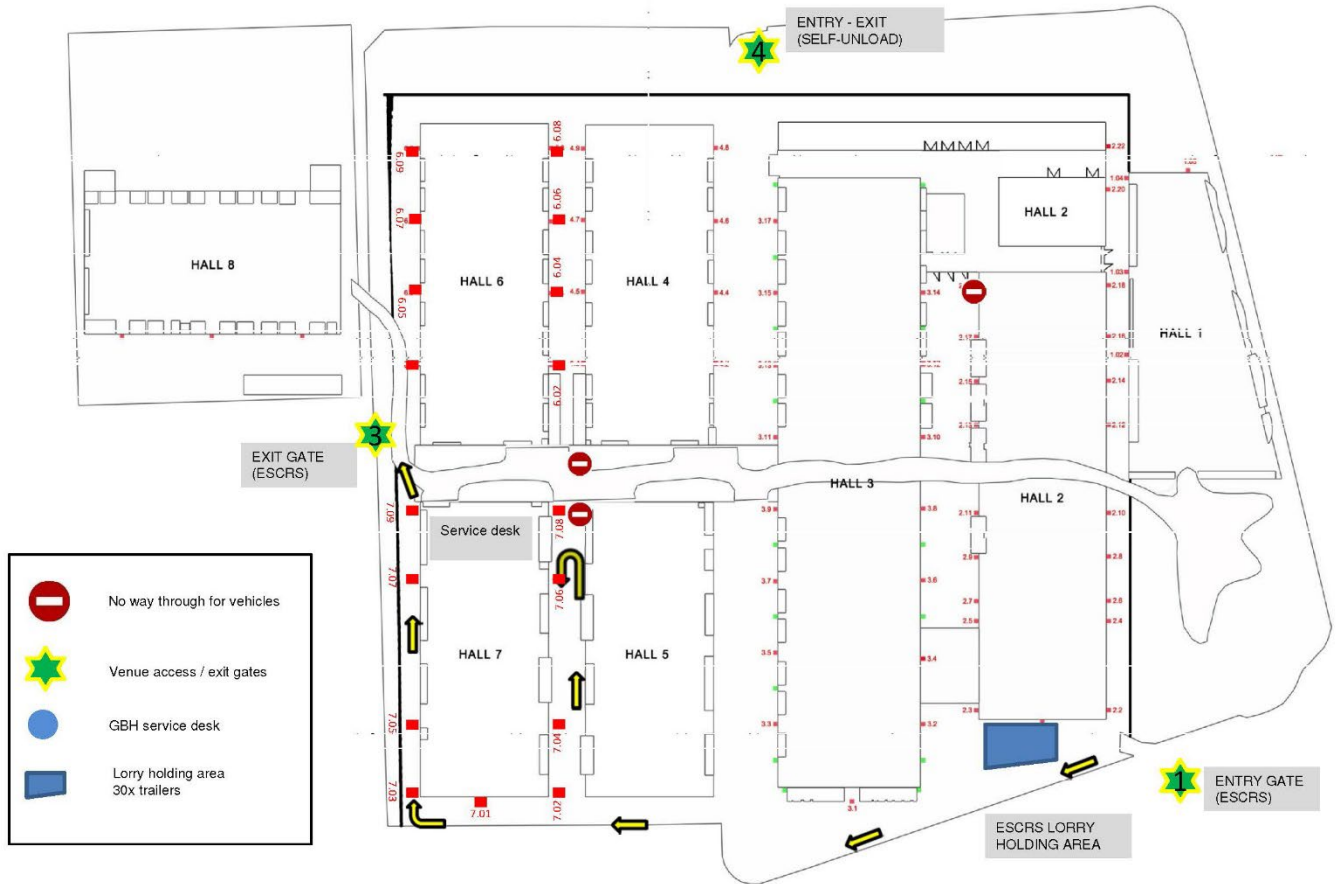 ENTRY - EXIT
(SELF-UNLOAD)
4
6.09
6.08
4.9
4.8
MMMM
2.22
1.04
2.20
M M
HALL 2
6.07
6.06
4.7
4.6
3.17
HALL 8
HALL 6
HALL 4
6.05
6.04
4.5
4.4
3.15
3.14
1.03
2.18
HALL 1
2.17
2.16
1.02
6.02
3.13
2.15
2.14
3
EXIT GATE
(ESCRS)
3.11
3.10
2.13
2.12
HALL 3
HALL 2
7.09
Service desk
7.08
3.9
3.8
2.11
2.10
7.07
7.06
3.7
3.6
2.9
2.8
2.7
2.6
2.5
2.4
HALL 7
HALL 5
3.5
3.4
7.05
7.04
3.3
3.2
2.3
2.2
7.03
7.01
7.02
3.1
1
ENTRY GATE
(ESCRS)
ESCRS LORRY
HOLDING AREA
No way through for vehicles
Venue access / exit gates
GBH service desk
Lorry holding area
30x trailers